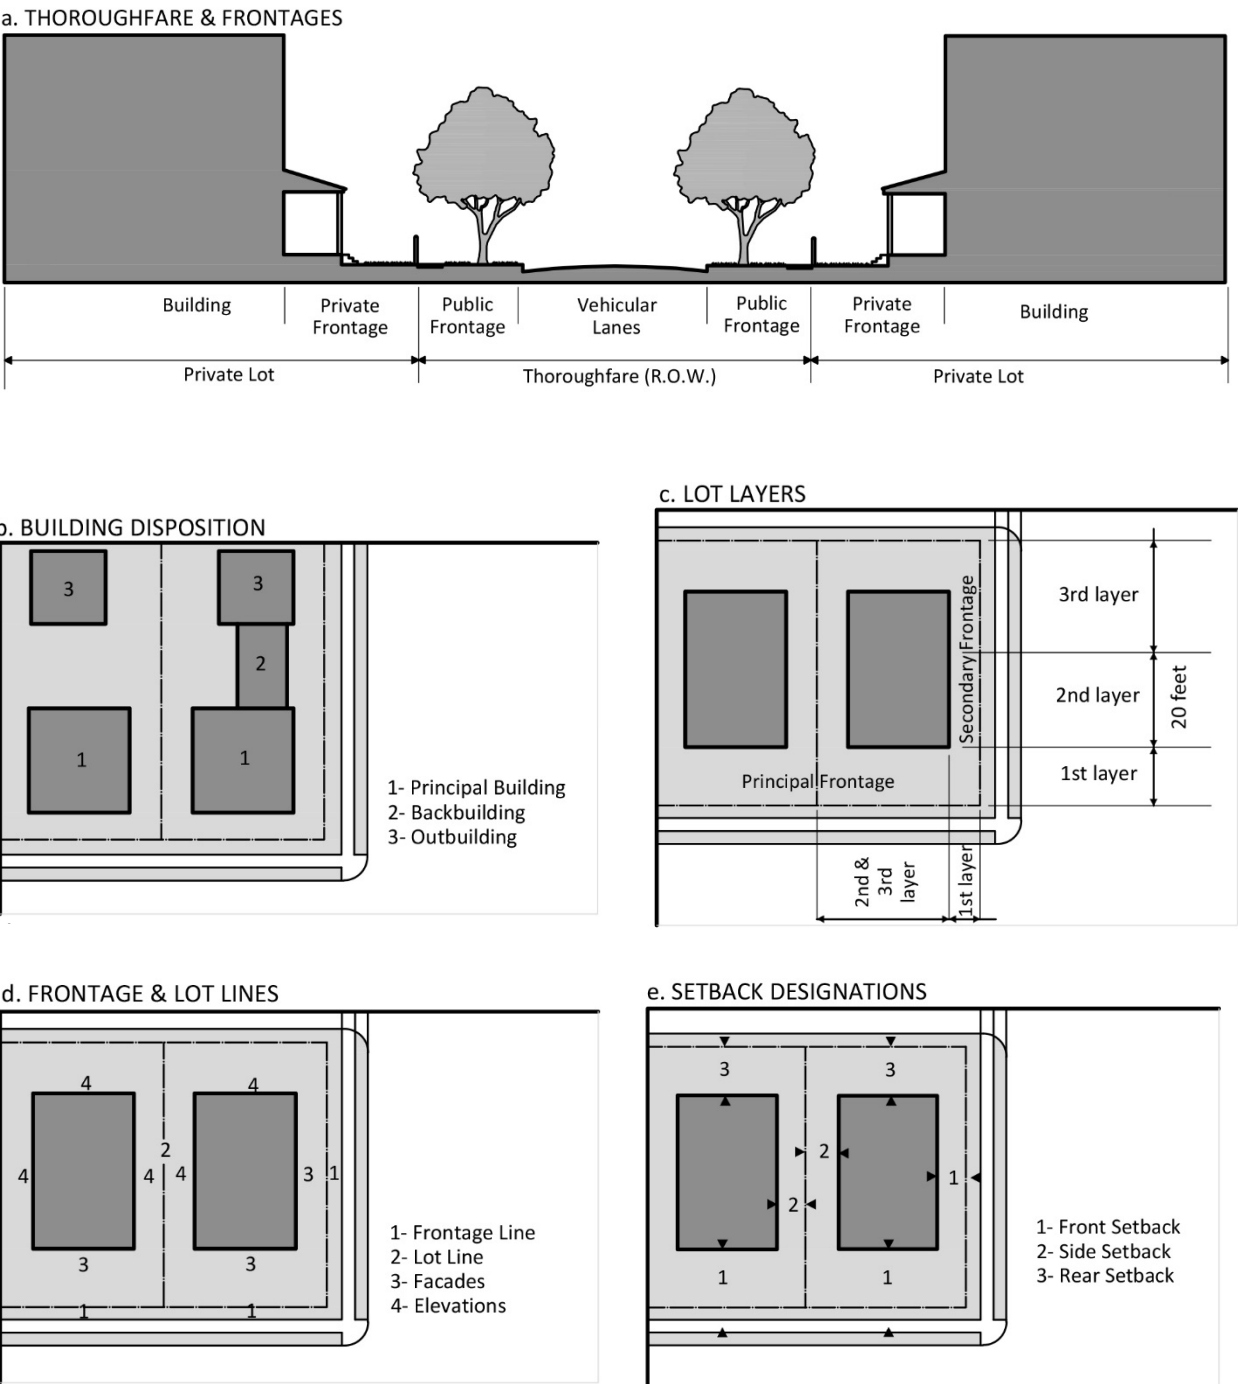 a. THOROUGHFARE & FRONTAGES
Building
Private
Frontage
Public
Frontage
Vehicular
Lanes
Public
Frontage
Private
Frontage
Building
Private Lot
Thoroughfare (R.O.W.)
Private Lot
b. BUILDING DISPOSITION
3
3
2
1
1
1- Principal Building
2- Backbuilding
3- Outbuilding
c. LOT LAYERS
Secondary Frontage
Principal Frontage
3rd layer
2nd layer
20 feet
1st layer
2nd &
3rd
layer
1st layer
d. FRONTAGE & LOT LINES
4
4
2
4
4
4
3
1
3
3
1
1
1- Frontage Line
2- Lot Line
3- Facades
4- Elevations
e. SETBACK DESIGNATIONS
3
3
2
1
2
1
1
1- Front Setback
2- Side Setback
3- Rear Setback